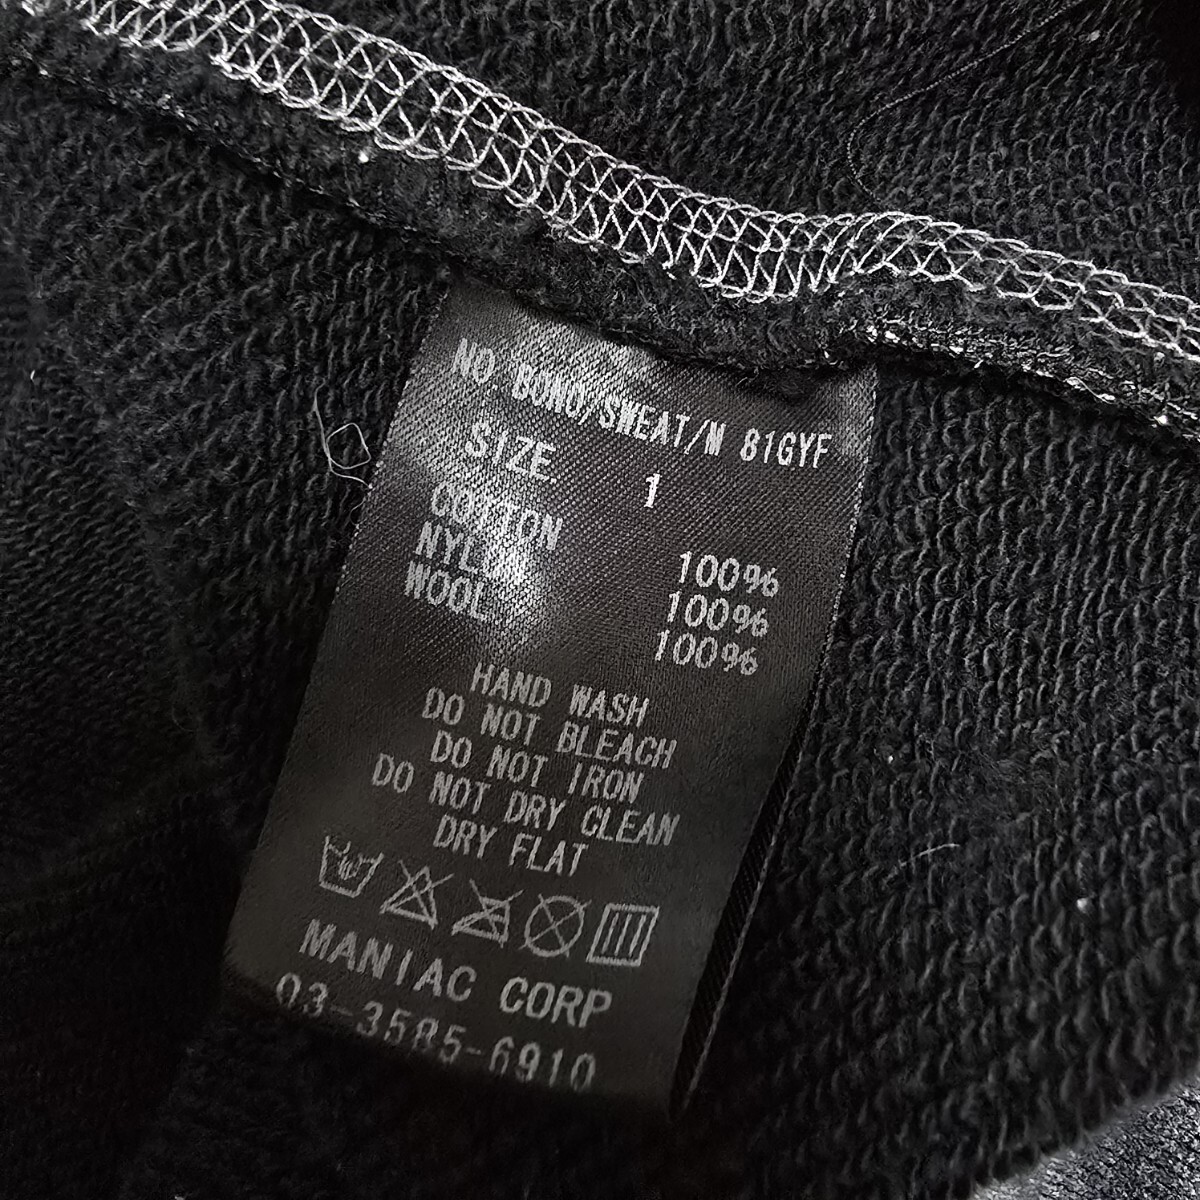 NO. BONO/SWEAT/M 81GYF
SIZE. 1
COTTON 100%
NYLON 100%
WOOL. 100%
HAND WASH
DO NOT BLEACH
DO NOT IRON
DO NOT DRY CLEAN
DRY FLAT
MANIAC CORP
03-3585-6910